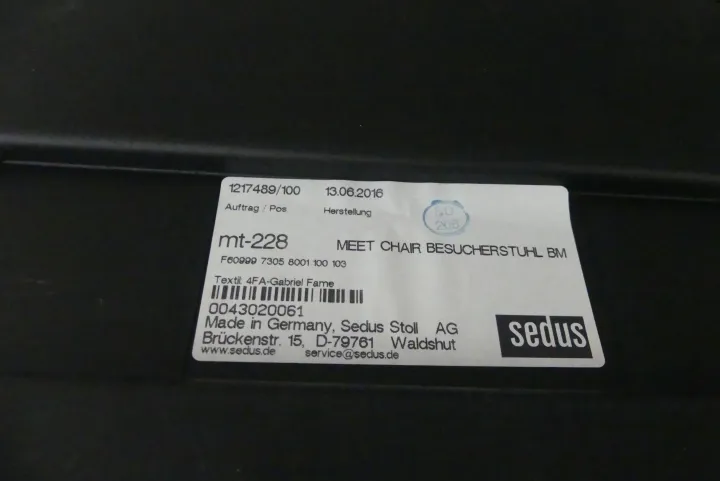 1217489/100 13.06.2016
Auftrag / Pos Herstellung
mt-228 MEET CHAIR BESUCHERSTUHL BM
F60999 7305 8001 100 103
Textil: 4FA-Gabriel Fame
0043020061
Made in Germany, Sedus Stoll AG
Brückenstr. 15, D-79761 Waldshut
www.sedus.de service@sedus.de
sedus